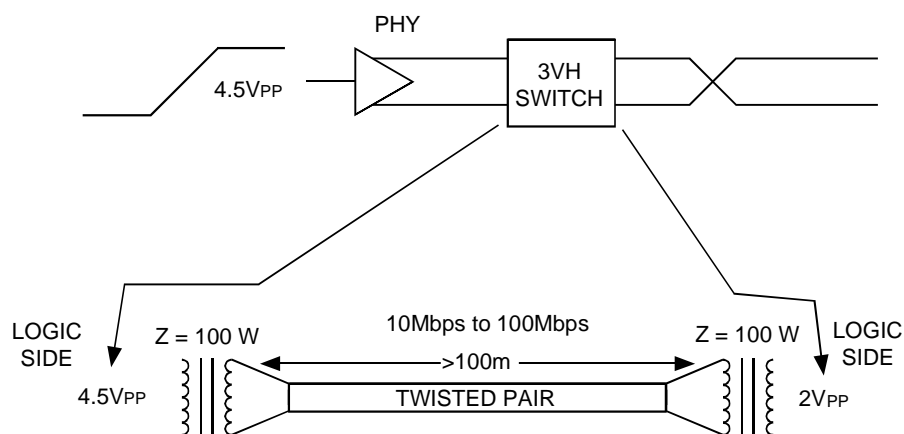 PHY
4.5VPP
3VH
SWITCH
LOGIC
SIDE
Z = 100 W
10Mbps to 100Mbps
Z = 100 W
LOGIC
SIDE
>100m
4.5VPP
TWISTED PAIR
2VPP